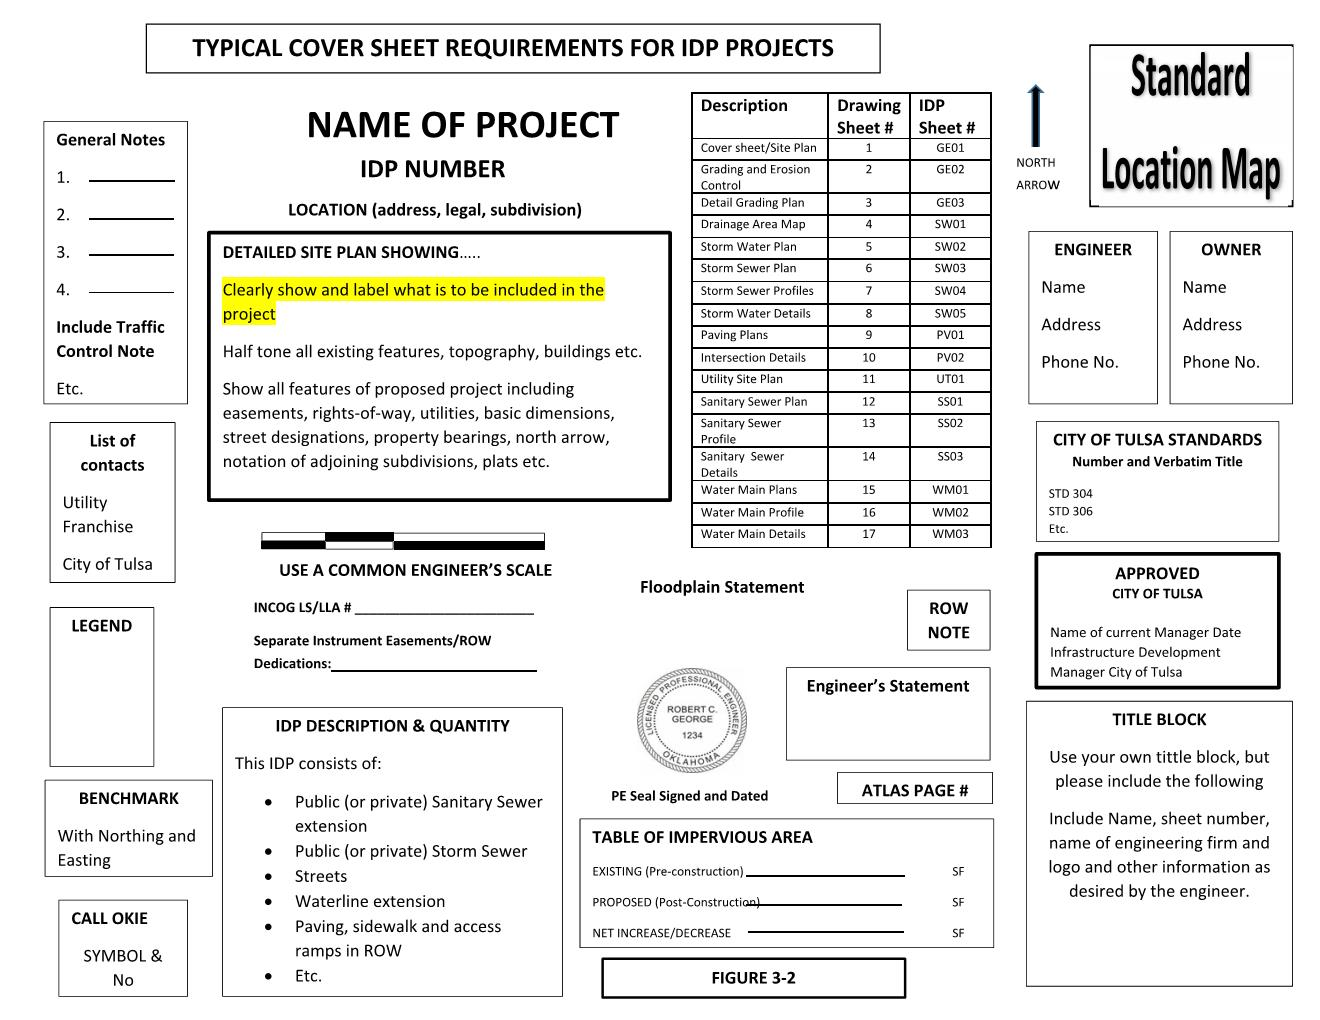 TYPICAL COVER SHEET REQUIREMENTS FOR IDP PROJECTS
NAME OF PROJECT
IDP NUMBER
LOCATION (address, legal, subdivision)
General Notes
1. ___________
2. ___________
3. ___________
4. ___________
Include Traffic
Control Note
Etc.
List of
contacts
Utility
Franchise
City of Tulsa
LEGEND
BENCHMARK
With Northing and
Easting
CALL OKIE
SYMBOL &
No
DETAILED SITE PLAN SHOWING…..
Clearly show and label what is to be included in the
project
Half tone all existing features, topography, buildings etc.
Show all features of proposed project including
easements, rights-of-way, utilities, basic dimensions,
street designations, property bearings, north arrow,
notation of adjoining subdivisions, plats etc.
USE A COMMON ENGINEER’S SCALE
INCOG LS/LLA # _________________________
Separate Instrument Easements/ROW
Dedications:_____________________________
IDP DESCRIPTION & QUANTITY
This IDP consists of:
• Public (or private) Sanitary Sewer
extension
• Public (or private) Storm Sewer
• Streets
• Waterline extension
• Paving, sidewalk and access
ramps in ROW
• Etc.
Description Drawing Sheet # IDP Sheet #
Cover sheet/Site Plan 1 GE01
Grading and Erosion Control 2 GE02
Detail Grading Plan 3 GE03
Drainage Area Map 4 SW01
Storm Water Plan 5 SW02
Storm Sewer Plan 6 SW03
Storm Sewer Profiles 7 SW04
Storm Water Details 8 SW05
Paving Plans 9 PV01
Intersection Details 10 PV02
Utility Site Plan 11 UT01
Sanitary Sewer Plan 12 SS01
Sanitary Sewer Profile 13 SS02
Sanitary Sewer Details 14 SS03
Water Main Plans 15 WM01
Water Main Profile 16 WM02
Water Main Details 17 WM03
Floodplain Statement
ROW
NOTE
LICENSED PROFESSIONAL ENGINEER
ROBERT C.
GEORGE
1234
OKLAHOMA
PE Seal Signed and Dated
Engineer’s Statement
ATLAS PAGE #
TABLE OF IMPERVIOUS AREA
EXISTING (Pre-construction) SF
PROPOSED (Post-Construction) SF
NET INCREASE/DECREASE SF
FIGURE 3-2
NORTH
ARROW
Standard
Location Map
ENGINEER
Name
Address
Phone No.
OWNER
Name
Address
Phone No.
CITY OF TULSA STANDARDS
Number and Verbatim Title
STD 304
STD 306
Etc.
APPROVED
CITY OF TULSA
Name of current Manager Date
Infrastructure Development
Manager City of Tulsa
TITLE BLOCK
Use your own tittle block, but
please include the following
Include Name, sheet number,
name of engineering firm and
logo and other information as
desired by the engineer.